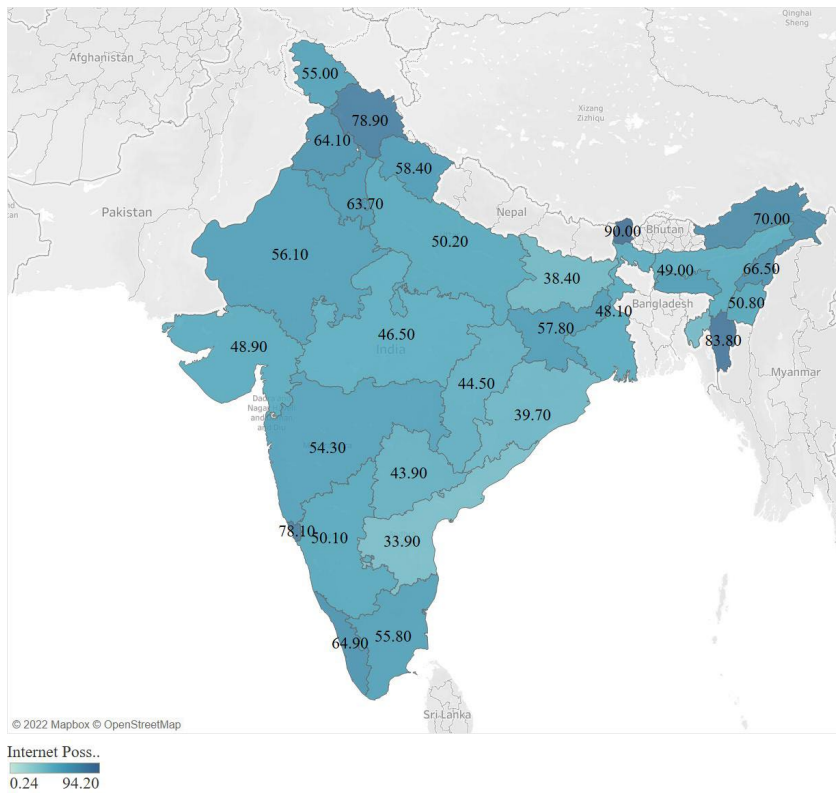 Qinghai
Sheng
Afghanistan
55.00
Xizang
Zizhiqu
78.90
64.10
58.40
Pakistan
63.70
Nepal
70.00
90.00
Bhutan
50.20
56.10
49.00
66.50
38.40
Bangladesh
50.80
48.10
57.80
46.50
83.80
48.90
India
Myanmar
44.50
39.70
54.30
43.90
78.10
50.10
33.90
64.90
55.80
Sri Lanka
© 2022 Mapbox © OpenStreetMap
Internet Poss..
0.24 94.20